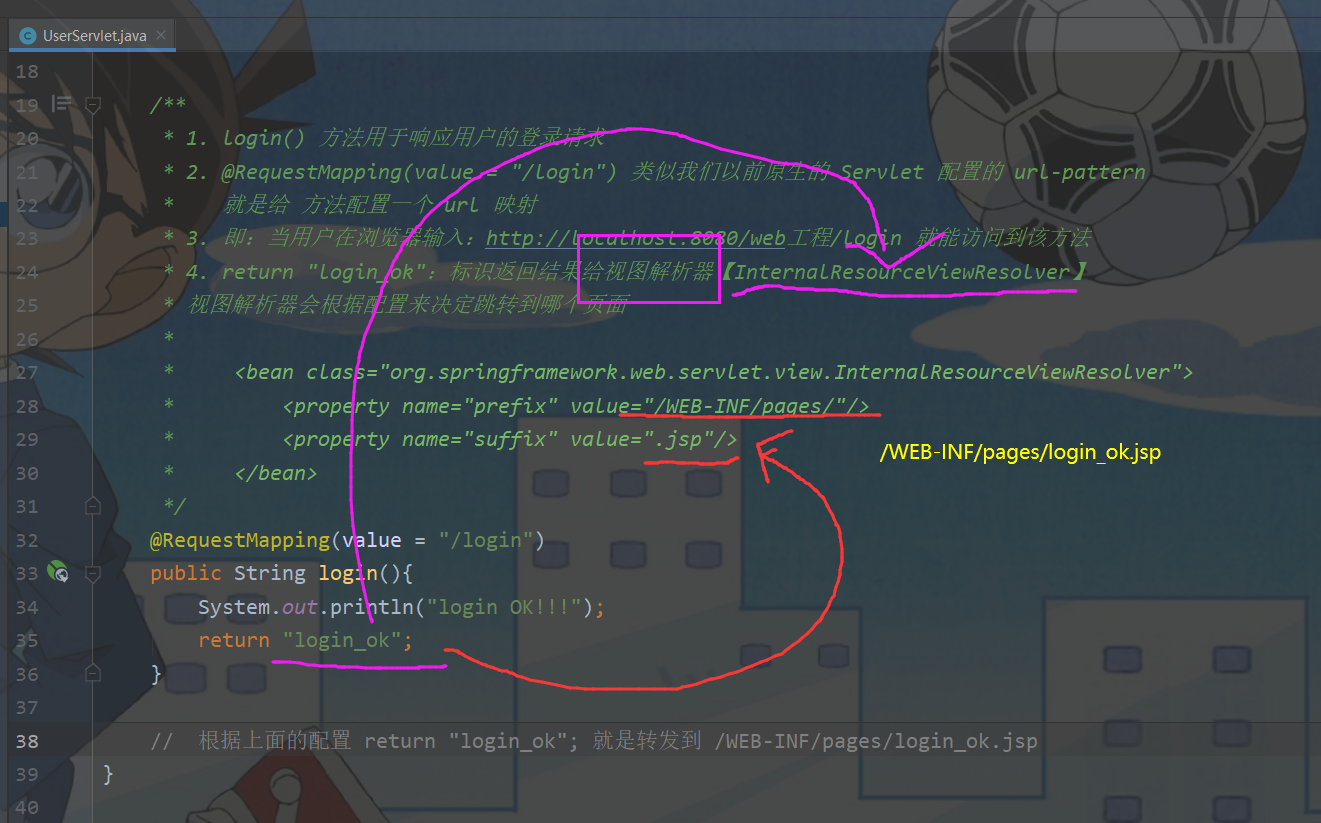 UserServlet.java
18
19 /**
20 * 1. login() 方法用于响应用户的登录请求
21 * 2. @RequestMapping(value = "/login") 类似我们以前原生的 Servlet 配置的 url-pattern
22 * 就是给 方法配置一个 url 映射
23 * 3. 即：当用户在浏览器输入：http://localhost:8080/web工程/login 就能访问到该方法
24 * 4. return "login_ok"：标识返回结果给视图解析器【InternalResourceViewResolver】
25 * 视图解析器会根据配置来决定跳转到哪个页面
26 *
27 * <bean class="org.springframework.web.servlet.view.InternalResourceViewResolver">
28 * <property name="prefix" value="/WEB-INF/pages/"/>
29 * <property name="suffix" value=".jsp"/>
/WEB-INF/pages/login_ok.jsp
30 * </bean>
31 */
32 @RequestMapping(value = "/login")
33 public String login(){
34 System.out.println("login OK!!!");
35 return "login_ok";
36 }
37
38 // 根据上面的配置 return "login_ok"; 就是转发到 /WEB-INF/pages/login_ok.jsp
39 }
40